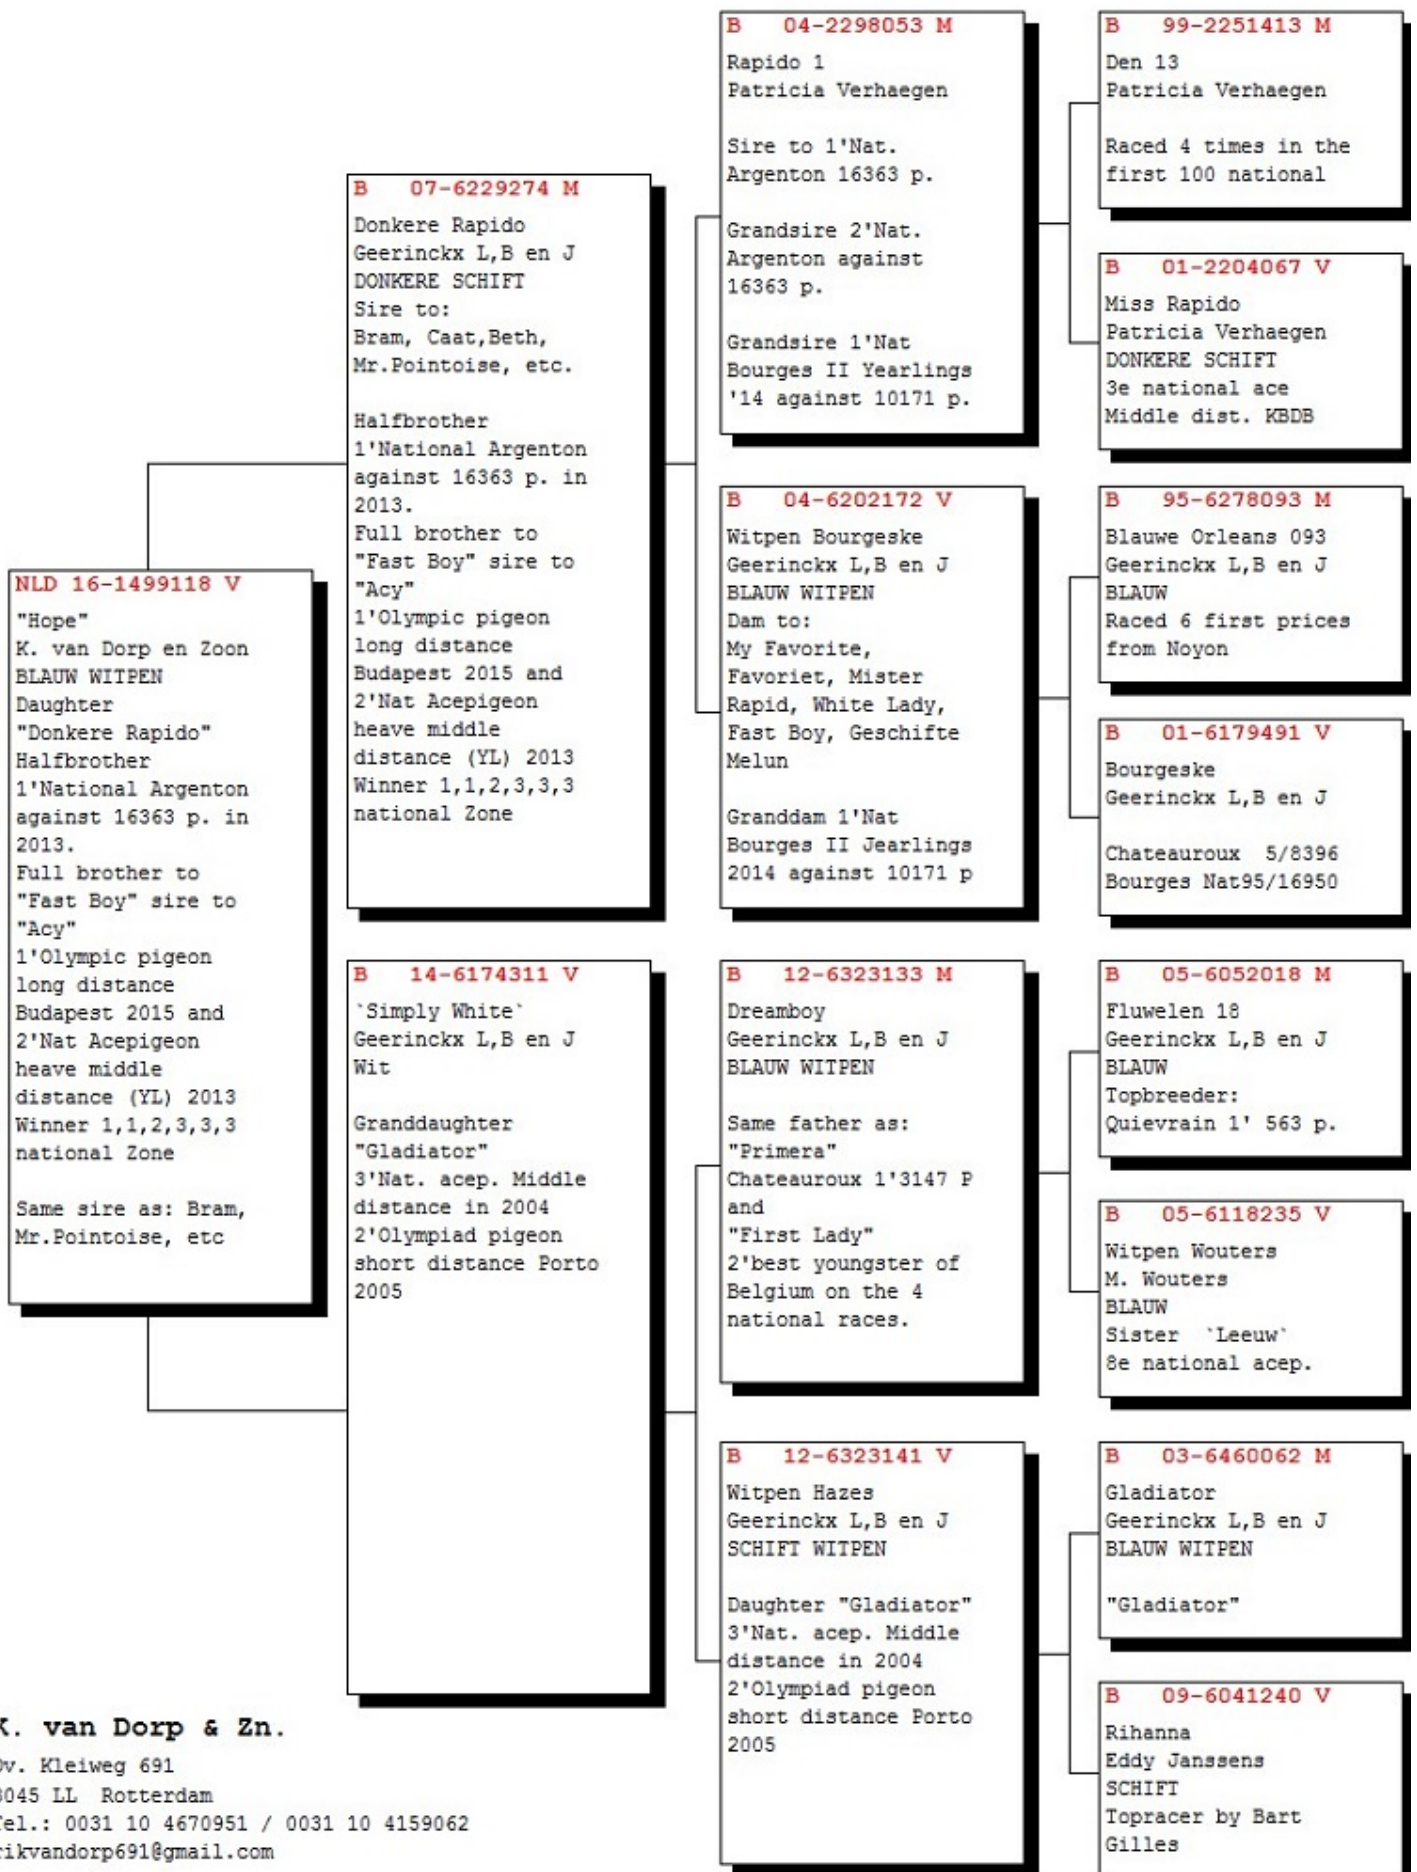 NLD 16-1499118 V
"Hope"
K. van Dorp en Zoon
BLAUW WITPEN
Daughter
"Donkere Rapido"
Halfbrother
1'National Argenton
against 16363 p. in
2013.
Full brother to
"Fast Boy" sire to
"Acy"
1'Olympic pigeon
long distance
Budapest 2015 and
2'Nat Acepigeon
heave middle
distance (YL) 2013
Winner 1,1,2,3,3,3
national Zone
Same sire as: Bram,
Mr.Pointoise, etc
B 07-6229274 M
Donkere Rapido
Geerinckx L,B en J
DONKERE SCHIFT
Sire to:
Bram, Caat,Beth,
Mr.Pointoise, etc.
Halfbrother
1'National Argenton
against 16363 p. in
2013.
Full brother to
"Fast Boy" sire to
"Acy"
1'Olympic pigeon
long distance
Budapest 2015 and
2'Nat Acepigeon
heave middle
distance (YL) 2013
Winner 1,1,2,3,3,3
national Zone
B 14-6174311 V
`Simply White`
Geerinckx L,B en J
Wit
Granddaughter
"Gladiator"
3'Nat. acep. Middle
distance in 2004
2'Olympiad pigeon
short distance Porto
2005
B 04-2298053 M
Rapido 1
Patricia Verhaegen
Sire to 1'Nat.
Argenton 16363 p.
Grandsire 2'Nat.
Argenton against
16363 p.
Grandsire 1'Nat
Bourges II Yearlings
'14 against 10171 p.
B 04-6202172 V
Witpen Bourgeske
Geerinckx L,B en J
BLAUW WITPEN
Dam to:
My Favorite,
Favoriet, Mister
Rapid, White Lady,
Fast Boy, Geschifte
Melun
Granddam 1'Nat
Bourges II Jearlings
2014 against 10171 p
B 12-6323133 M
Dreamboy
Geerinckx L,B en J
BLAUW WITPEN
Same father as:
"Primera"
Chateauroux 1'3147 P
and
"First Lady"
2'best youngster of
Belgium on the 4
national races.
B 12-6323141 V
Witpen Hazes
Geerinckx L,B en J
SCHIFT WITPEN
Daughter "Gladiator"
3'Nat. acep. Middle
distance in 2004
2'Olympiad pigeon
short distance Porto
2005
B 99-2251413 M
Den 13
Patricia Verhaegen
Raced 4 times in the
first 100 national
B 01-2204067 V
Miss Rapido
Patricia Verhaegen
DONKERE SCHIFT
3e national ace
Middle dist. KBDB
B 95-6278093 M
Blauwe Orleans 093
Geerinckx L,B en J
BLAUW
Raced 6 first prices
from Noyon
B 01-6179491 V
Bourgeske
Geerinckx L,B en J
Chateauroux 5/8396
Bourges Nat95/16950
B 05-6052018 M
Fluwelen 18
Geerinckx L,B en J
BLAUW
Topbreeder:
Quievrain 1' 563 p.
B 05-6118235 V
Witpen Wouters
M. Wouters
BLAUW
Sister `Leeuw`
8e national acep.
B 03-6460062 M
Gladiator
Geerinckx L,B en J
BLAUW WITPEN
"Gladiator"
B 09-6041240 V
Rihanna
Eddy Janssens
SCHIFT
Topracer by Bart
Gilles
K. van Dorp & Zn.
Ov. Kleiweg 691
3045 LL Rotterdam
Tel.: 0031 10 4670951 / 0031 10 4159062
rikvandorp691@gmail.com